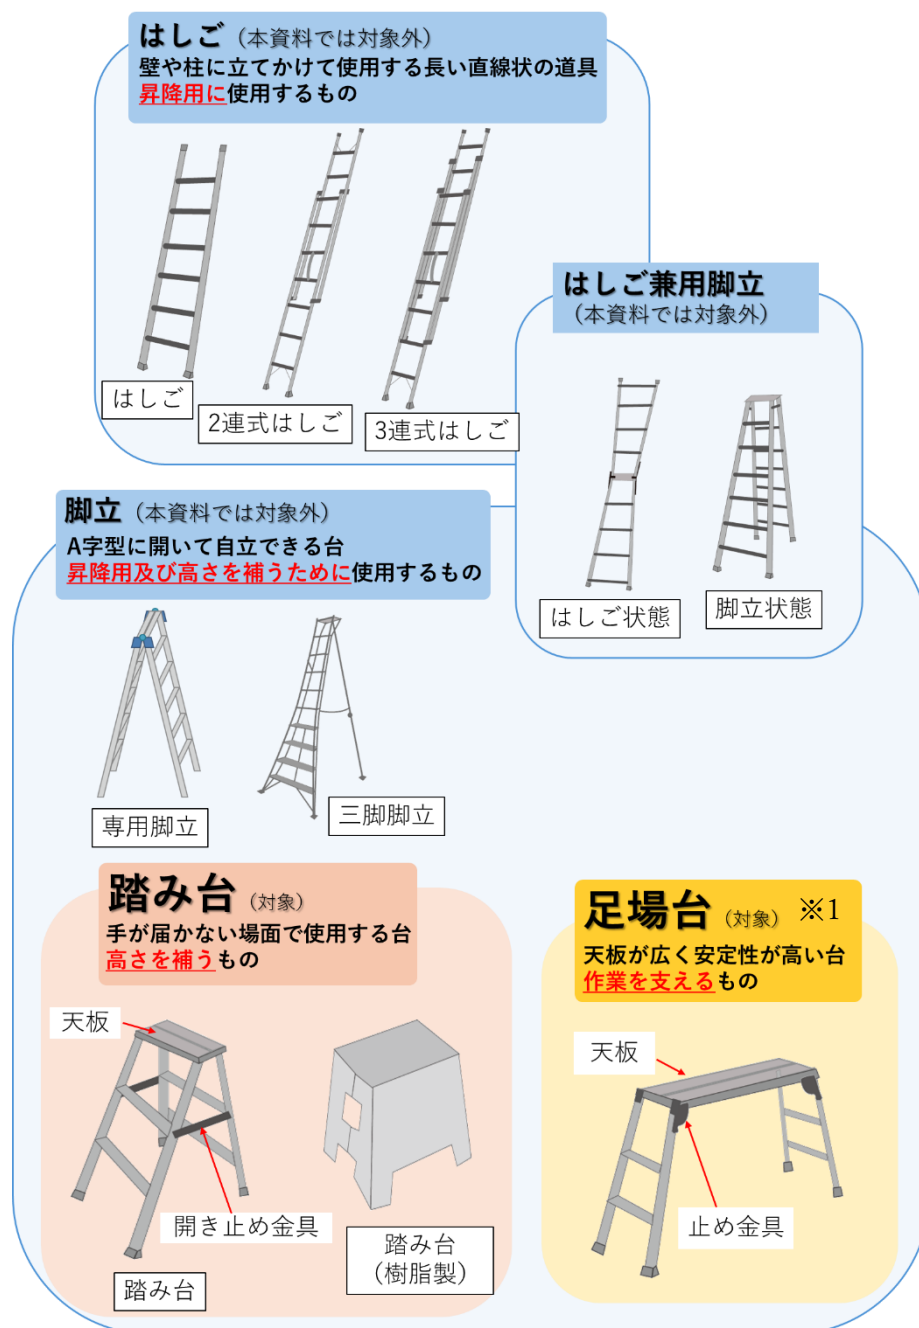 はしご（本資料では対象外）
壁や柱に立てかけて使用する長い直線状の道具
昇降用に使用するもの
はしご
2連式はしご
3連式はしご
はしご兼用脚立
（本資料では対象外）
はしご状態
脚立状態
脚立（本資料では対象外）
A字型に開いて自立できる台
昇降用及び高さを補うために使用するもの
専用脚立
三脚脚立
踏み台（対象）
手が届かない場面で使用する台
高さを補うもの
天板
開き止め金具
踏み台
踏み台
（樹脂製）
足場台（対象）※1
天板が広く安定性が高い台
作業を支えるもの
天板
止め金具